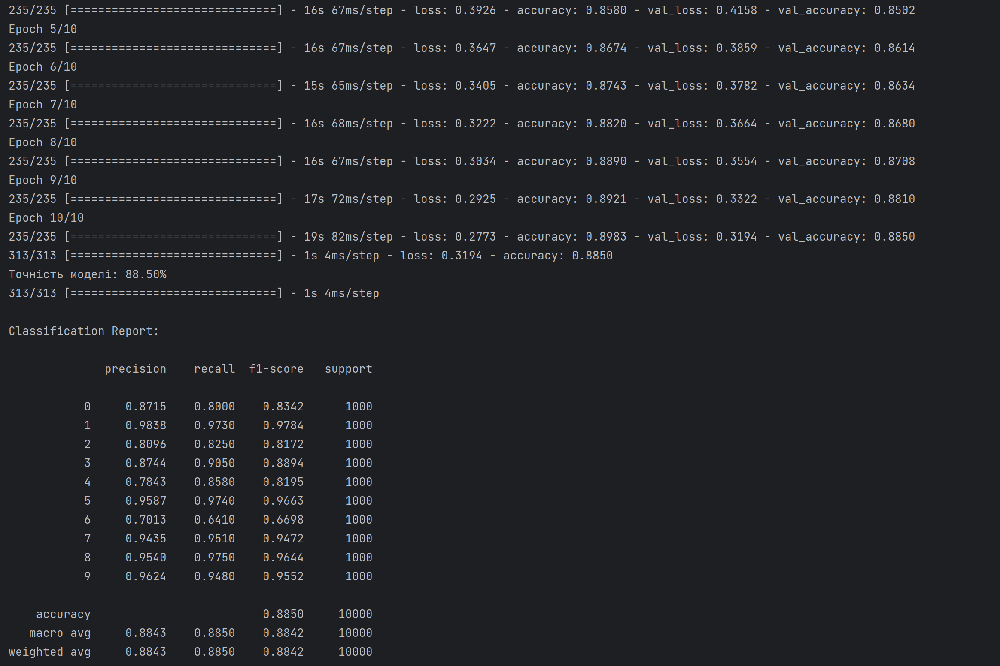 235/235 [==============================] - 16s 67ms/step - loss: 0.3926 - accuracy: 0.8580 - val_loss: 0.4158 - val_accuracy: 0.8502
Epoch 5/10
235/235 [==============================] - 16s 67ms/step - loss: 0.3647 - accuracy: 0.8674 - val_loss: 0.3859 - val_accuracy: 0.8614
Epoch 6/10
235/235 [==============================] - 15s 65ms/step - loss: 0.3405 - accuracy: 0.8743 - val_loss: 0.3782 - val_accuracy: 0.8634
Epoch 7/10
235/235 [==============================] - 16s 68ms/step - loss: 0.3222 - accuracy: 0.8820 - val_loss: 0.3664 - val_accuracy: 0.8680
Epoch 8/10
235/235 [==============================] - 16s 67ms/step - loss: 0.3034 - accuracy: 0.8890 - val_loss: 0.3554 - val_accuracy: 0.8708
Epoch 9/10
235/235 [==============================] - 17s 72ms/step - loss: 0.2925 - accuracy: 0.8921 - val_loss: 0.3322 - val_accuracy: 0.8810
Epoch 10/10
235/235 [==============================] - 19s 82ms/step - loss: 0.2773 - accuracy: 0.8983 - val_loss: 0.3194 - val_accuracy: 0.8850
313/313 [==============================] - 1s 4ms/step - loss: 0.3194 - accuracy: 0.8850
Точність моделі: 88.50%
313/313 [==============================] - 1s 4ms/step
Classification Report:
precision recall f1-score support
0 0.8715 0.8000 0.8342 1000
1 0.9838 0.9730 0.9784 1000
2 0.8096 0.8250 0.8172 1000
3 0.8744 0.9050 0.8894 1000
4 0.7843 0.8580 0.8195 1000
5 0.9587 0.9740 0.9663 1000
6 0.7013 0.6410 0.6698 1000
7 0.9435 0.9510 0.9472 1000
8 0.9540 0.9750 0.9644 1000
9 0.9624 0.9480 0.9552 1000
accuracy 0.8850 10000
macro avg 0.8843 0.8850 0.8842 10000
weighted avg 0.8843 0.8850 0.8842 10000